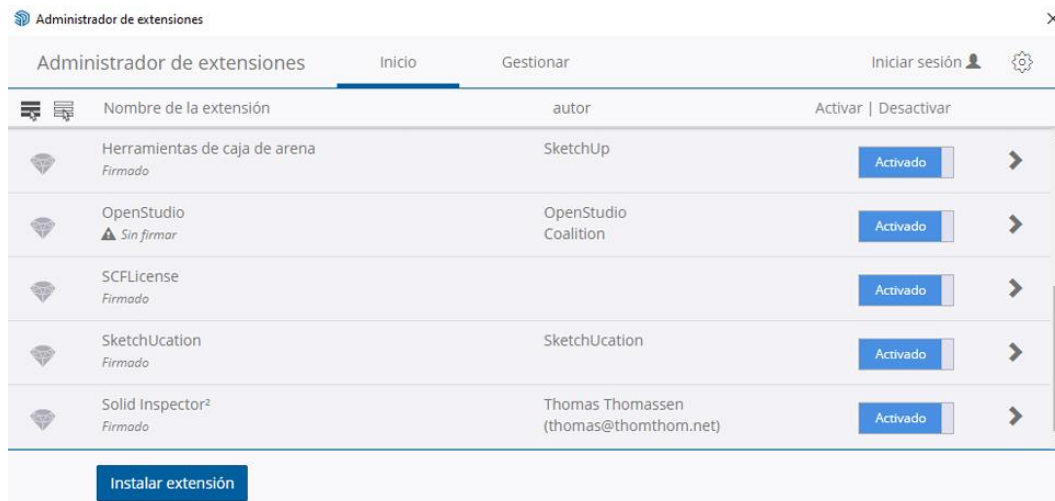 Administrador de extensiones
Administrador de extensiones Inicio Gestionar Iniciar sesión
Nombre de la extensión autor Activar | Desactivar
Herramientas de caja de arena SketchUp Activado
Firmado
OpenStudio OpenStudio Activado
Sin firmar Coalition
SCFLicense Activado
Firmado
SketchUcation SketchUcation Activado
Firmado
Solid Inspector² Thomas Thomassen Activado
Firmado (thomas@thomthom.net)
Instalar extensión